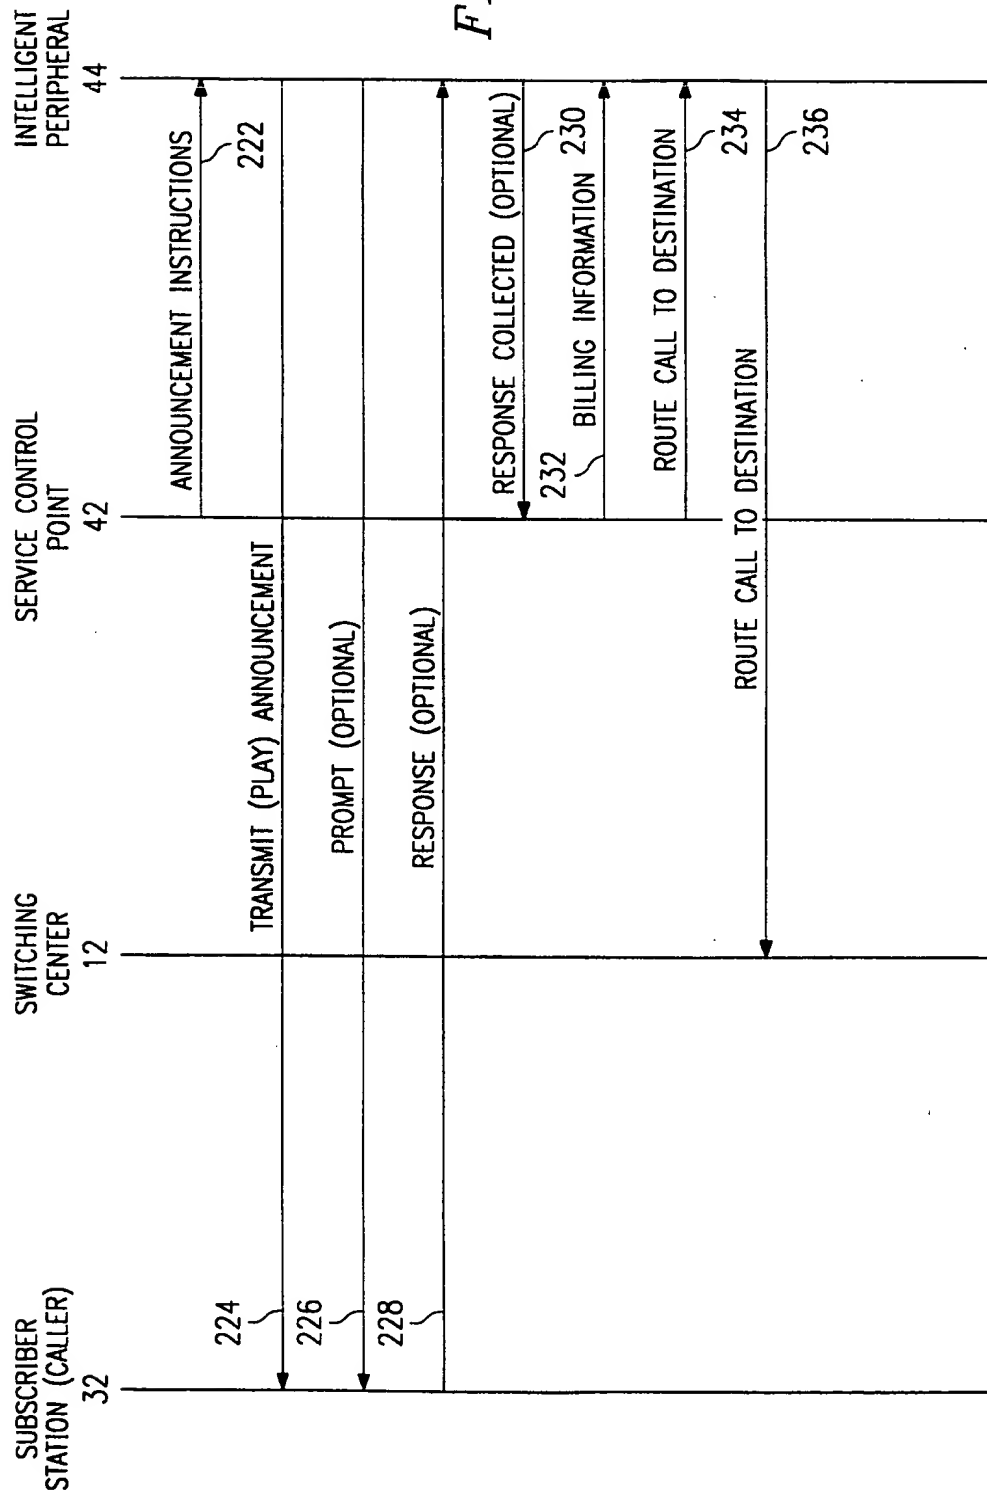 SUBSCRIBER
STATION (CALLER)
32
SWITCHING
CENTER
12
SERVICE CONTROL
POINT
42
INTELLIGENT
PERIPHERAL
44
ANNOUNCEMENT INSTRUCTIONS
222
224
TRANSMIT (PLAY) ANNOUNCEMENT
226
PROMPT (OPTIONAL)
228
RESPONSE (OPTIONAL)
RESPONSE COLLECTED (OPTIONAL)
230
232
BILLING INFORMATION
ROUTE CALL TO DESTINATION
234
ROUTE CALL TO DESTINATION
236